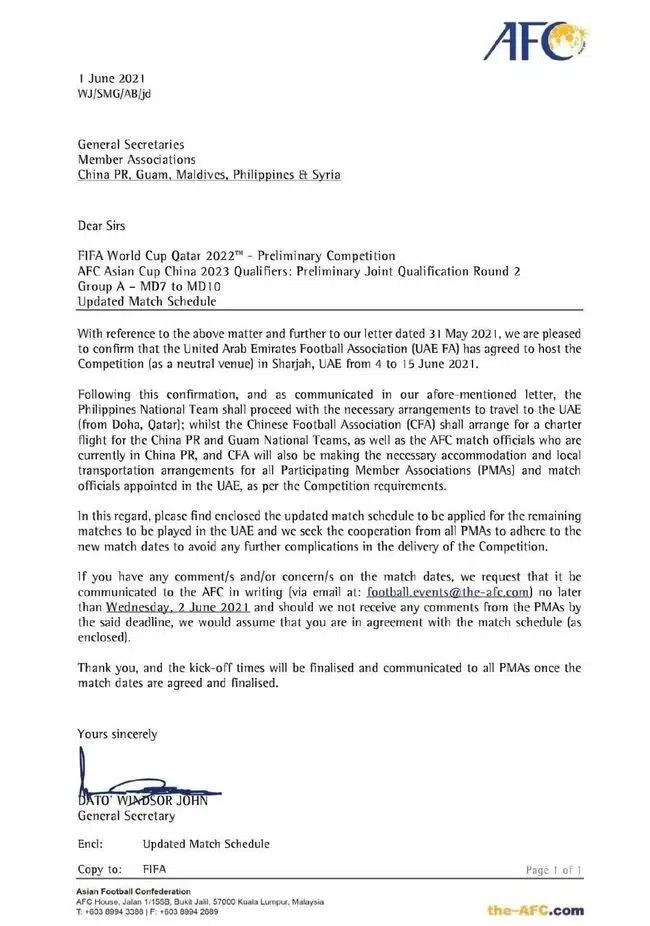 AFC
1 June 2021
WJ/SMG/AB/jd
General Secretaries
Member Associations
China PR, Guam, Maldives, Philippines & Syria
Dear Sirs
FIFA World Cup Qatar 2022™ - Preliminary Competition
AFC Asian Cup China 2023 Qualifiers: Preliminary Joint Qualification Round 2
Group A – MD7 to MD10
Updated Match Schedule
With reference to the above matter and further to our letter dated 31 May 2021, we are pleased
to confirm that the United Arab Emirates Football Association (UAE FA) has agreed to host the
Competition (as a neutral venue) in Sharjah, UAE from 4 to 15 June 2021.
Following this confirmation, and as communicated in our afore-mentioned letter, the
Philippines National Team shall proceed with the necessary arrangements to travel to the UAE
(from Doha, Qatar); whilst the Chinese Football Association (CFA) shall arrange for a charter
flight for the China PR and Guam National Teams, as well as the AFC match officials who are
currently in China PR, and CFA will also be making the necessary accommodation and local
transportation arrangements for all Participating Member Associations (PMAs) and match
officials appointed in the UAE, as per the Competition requirements.
In this regard, please find enclosed the updated match schedule to be applied for the remaining
matches to be played in the UAE and we seek the cooperation from all PMAs to adhere to the
new match dates to avoid any further complications in the delivery of the Competition.
If you have any comment/s and/or concern/s on the match dates, we request that it be
communicated to the AFC in writing (via email at: football.events@the-afc.com) no later
than Wednesday, 2 June 2021 and should we not receive any comments from the PMAs by
the said deadline, we would assume that you are in agreement with the match schedule (as
enclosed).
Thank you, and the kick-off times will be finalised and communicated to all PMAs once the
match dates are agreed and finalised.
Yours sincerely
DATO' WINDSOR JOHN
General Secretary
Encl: Updated Match Schedule
Copy to: FIFA
Page 1 of 1
Asian Football Confederation
AFC House, Jalan 1/155B, Bukit Jalil, 57000 Kuala Lumpur, Malaysia
T: +603 8994 3388 | F: +603 8994 2689
the-AFC.com